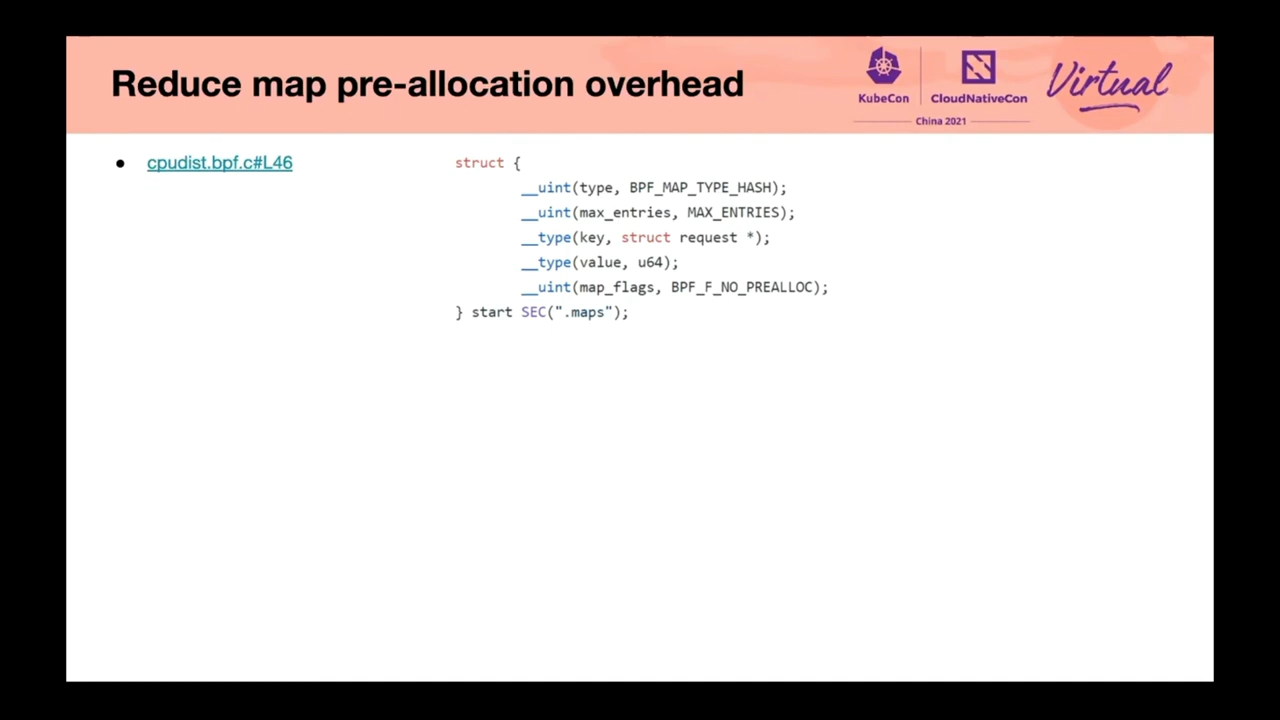 Reduce map pre-allocation overhead
KubeCon
CloudNativeCon
China 2021
Virtual
● cpudist.bpf.c#L46
struct {
__uint(type, BPF_MAP_TYPE_HASH);
__uint(max_entries, MAX_ENTRIES);
__type(key, struct request *);
__type(value, u64);
__uint(map_flags, BPF_F_NO_PREALLOC);
} start SEC(".maps");